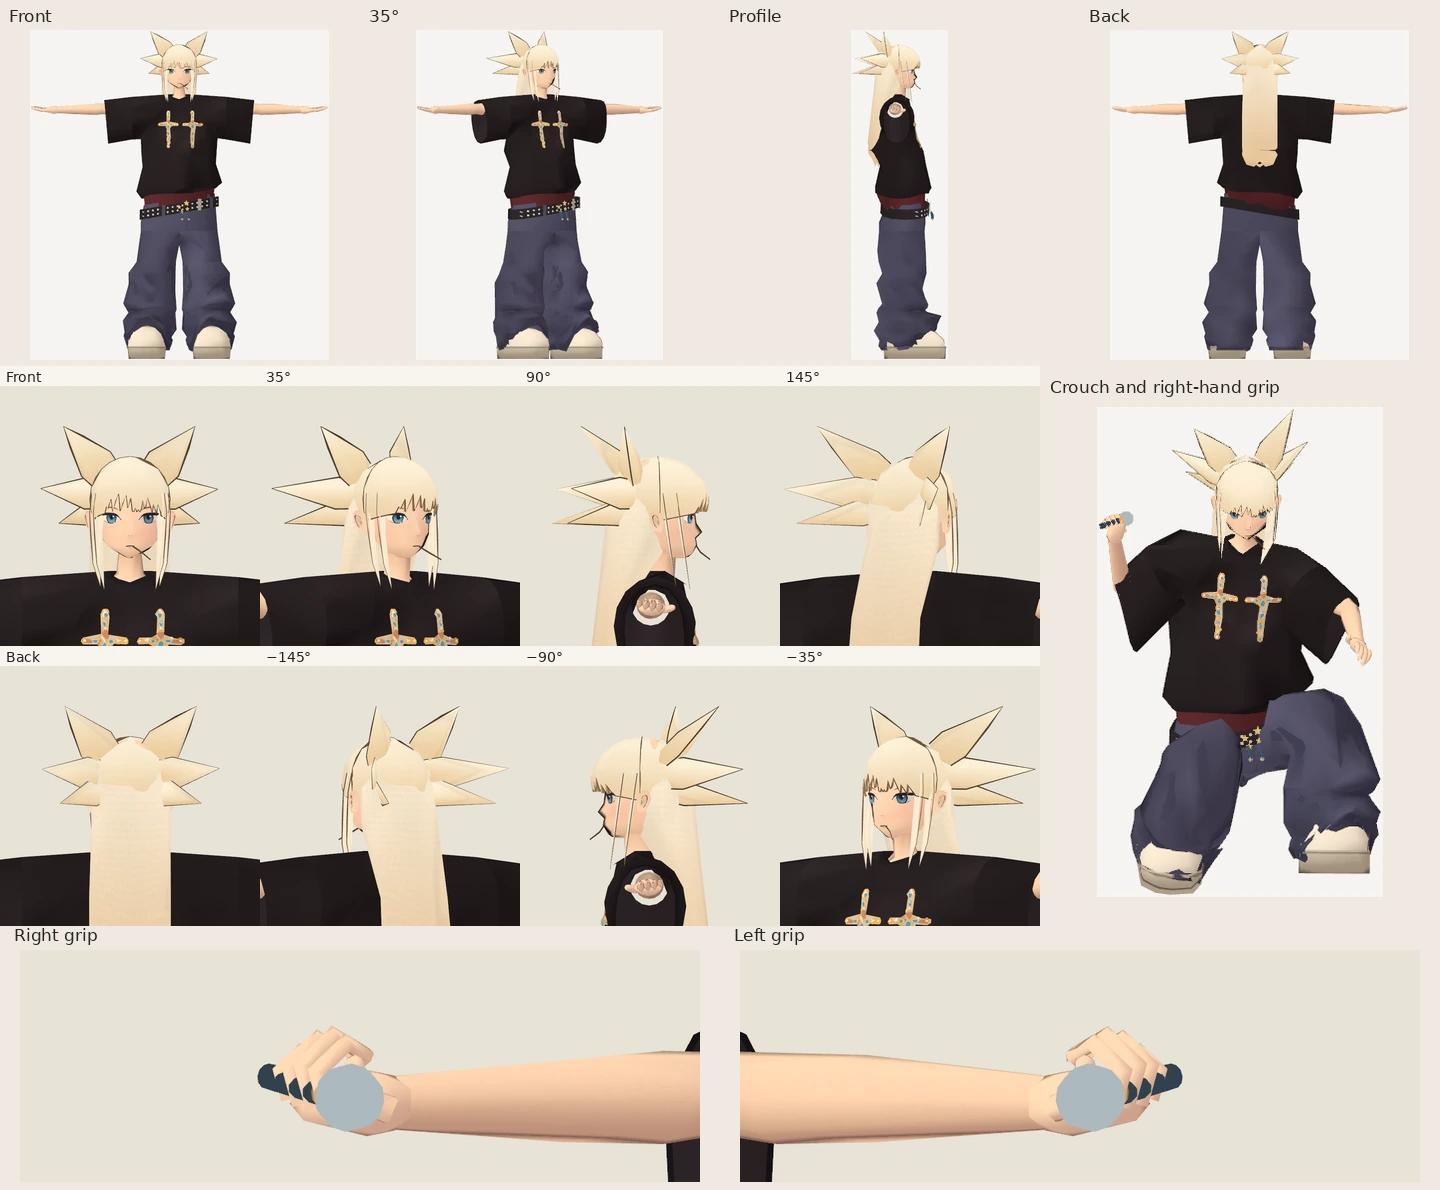 Front
35°
Profile
Back
Front
35°
90°
145°
Crouch and right-hand grip
Back
−145°
−90°
−35°
Right grip
Left grip